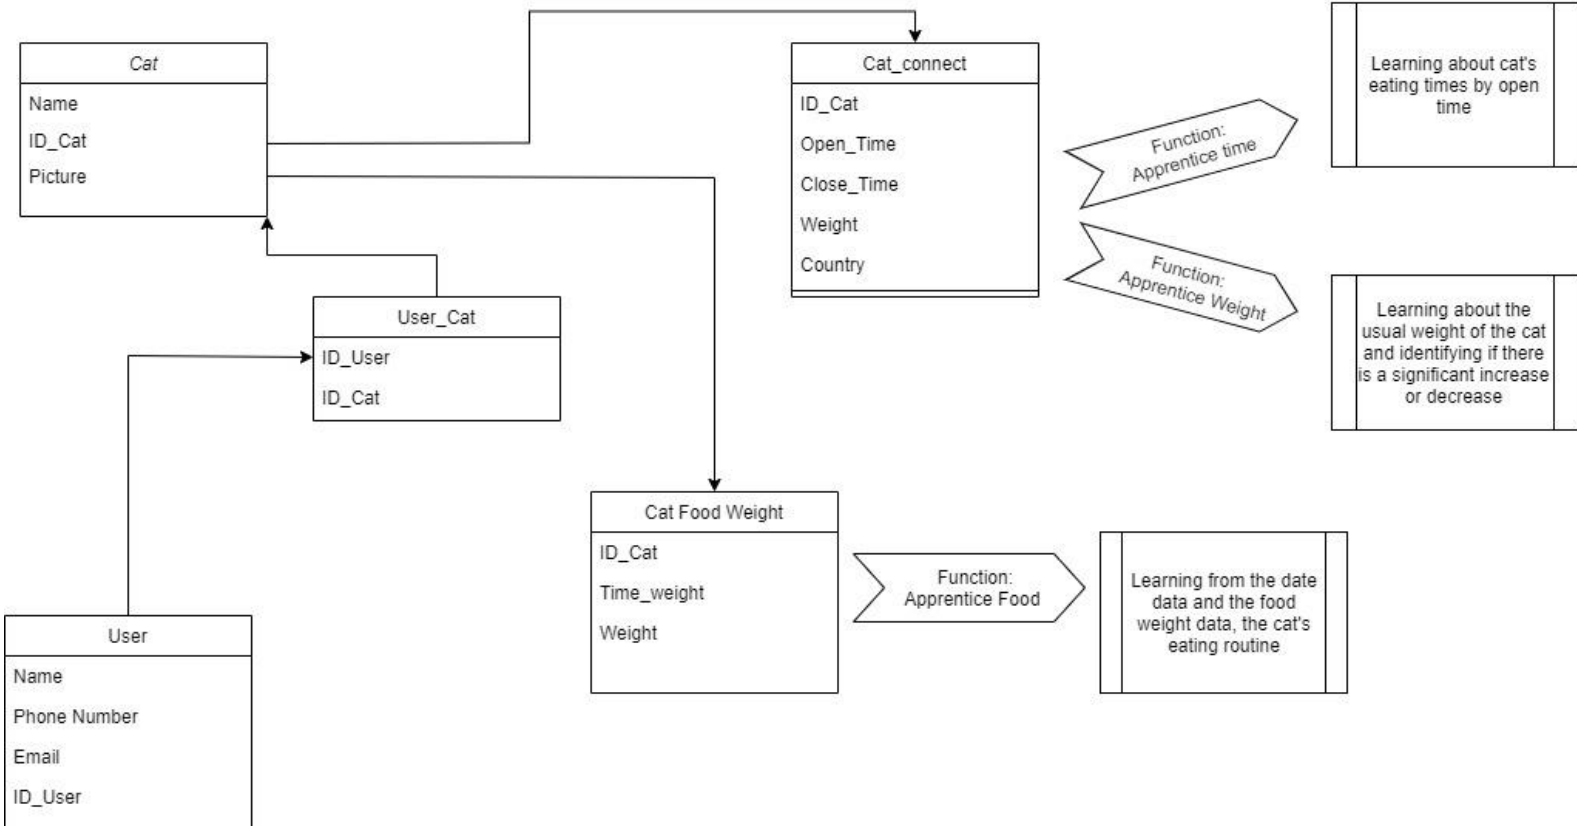 Cat
Name
ID_Cat
Picture
Cat_connect
ID_Cat
Open_Time
Close_Time
Weight
Country
Function:
Apprentice time
Learning about cat's
eating times by open
time
Function:
Apprentice Weight
Learning about the
usual weight of the cat
and identifying if there
is a significant increase
or decrease
User_Cat
ID_User
ID_Cat
Cat Food Weight
ID_Cat
Time_weight
Weight
Function:
Apprentice Food
Learning from the date
data and the food
weight data, the cat's
eating routine
User
Name
Phone Number
Email
ID_User